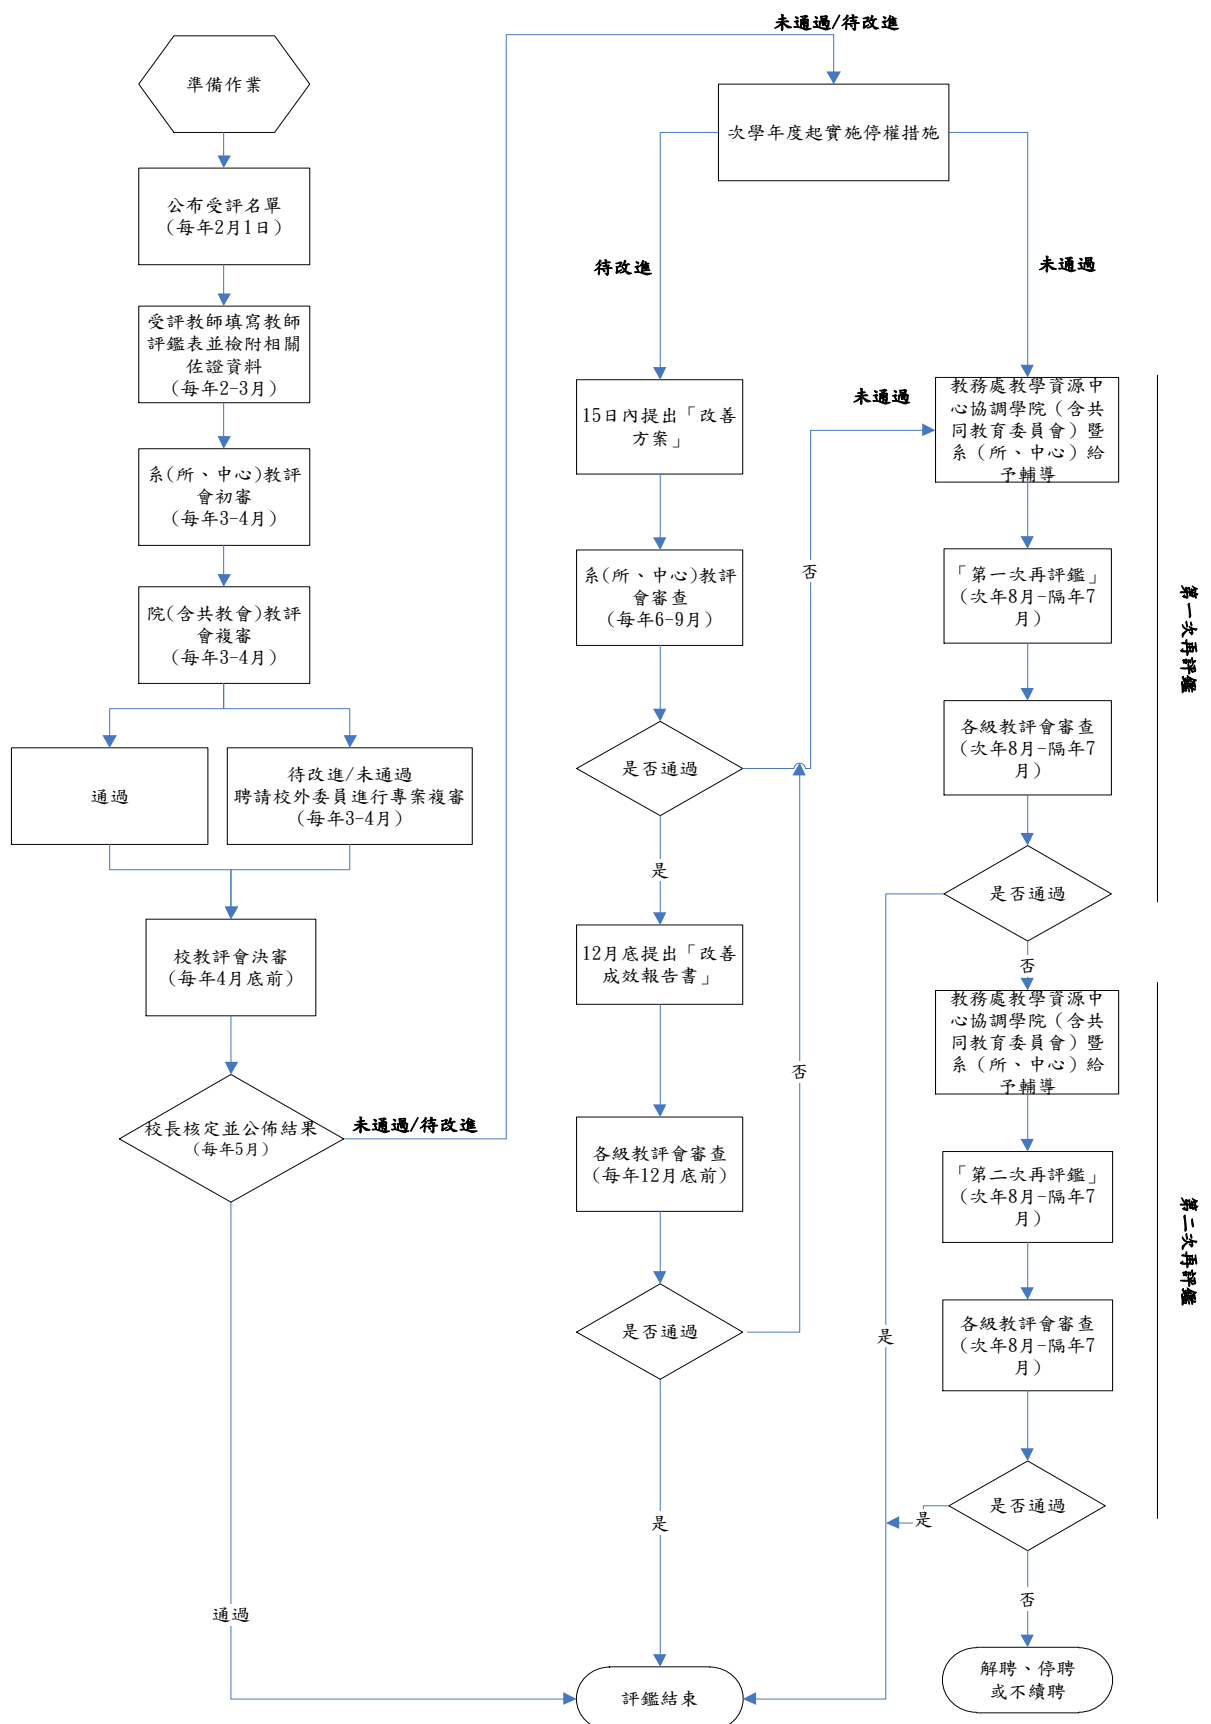 準備作業
公布受評名單
(每年2月1日)
受評教師填寫教師
評鑑表並檢附相關
佐證資料
(每年2-3月)
系(所、中心)教評
會初審
(每年3-4月)
院(含共教會)教評
會複審
(每年3-4月)
通過
待改進/未通過
聘請校外委員進行專案複審
(每年3-4月)
校教評會決審
(每年4月底前)
校長核定並公佈結果
(每年5月)
未通過/待改進
通過
未通過/待改進
次學年度起實施停權措施
待改進
未通過
15日內提出「改善
方案」
系(所、中心)教評
會審查
(每年6-9月)
是否通過
否
未通過
是
12月底提出「改善
成效報告書」
各級教評會審查
(每年12月底前)
是否通過
否
是
評鑑結束
教務處教學資源中
心協調學院(含共
同教育委員會)暨
系(所、中心)給
予輔導
「第一次再評鑑」
(次年8月-隔年7
月)
各級教評會審查
(次年8月-隔年7
月)
是否通過
是
否
第一次再評鑑
教務處教學資源中
心協調學院(含共
同教育委員會)暨
系(所、中心)給
予輔導
「第二次再評鑑」
(次年8月-隔年7
月)
各級教評會審查
(次年8月-隔年7
月)
是否通過
是
否
第二次再評鑑
解聘、停聘
或不續聘